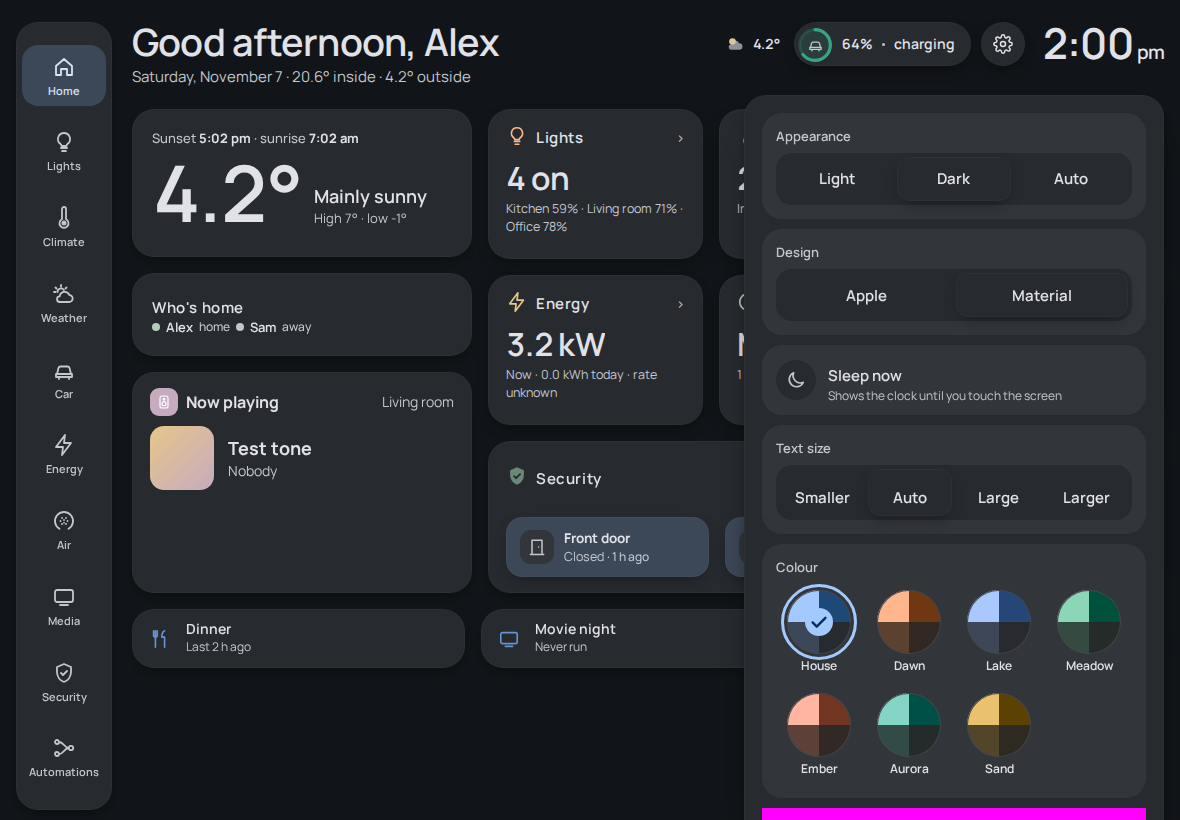 Good afternoon, Alex
Saturday, November 7 · 20.6° inside · 4.2° outside
4.2°
64% · charging
2:00 pm
Home
Lights
Climate
Weather
Car
Energy
Air
Media
Security
Automations
Sunset 5:02 pm · sunrise 7:02 am
4.2°
Mainly sunny
High 7° · low -1°
Who's home
Alex home Sam away
Now playing
Living room
Test tone
Nobody
Lights ›
4 on
Kitchen 59% · Living room 71% ·
Office 78%
Energy ›
3.2 kW
Now · 0.0 kWh today · rate
unknown
Security
Front door
Closed · 1 h ago
Dinner
Last 2 h ago
Movie night
Never run
Appearance
Light Dark Auto
Design
Apple Material
Sleep now
Shows the clock until you touch the screen
Text size
Smaller Auto Large Larger
Colour
House Dawn Lake Meadow
Ember Aurora Sand